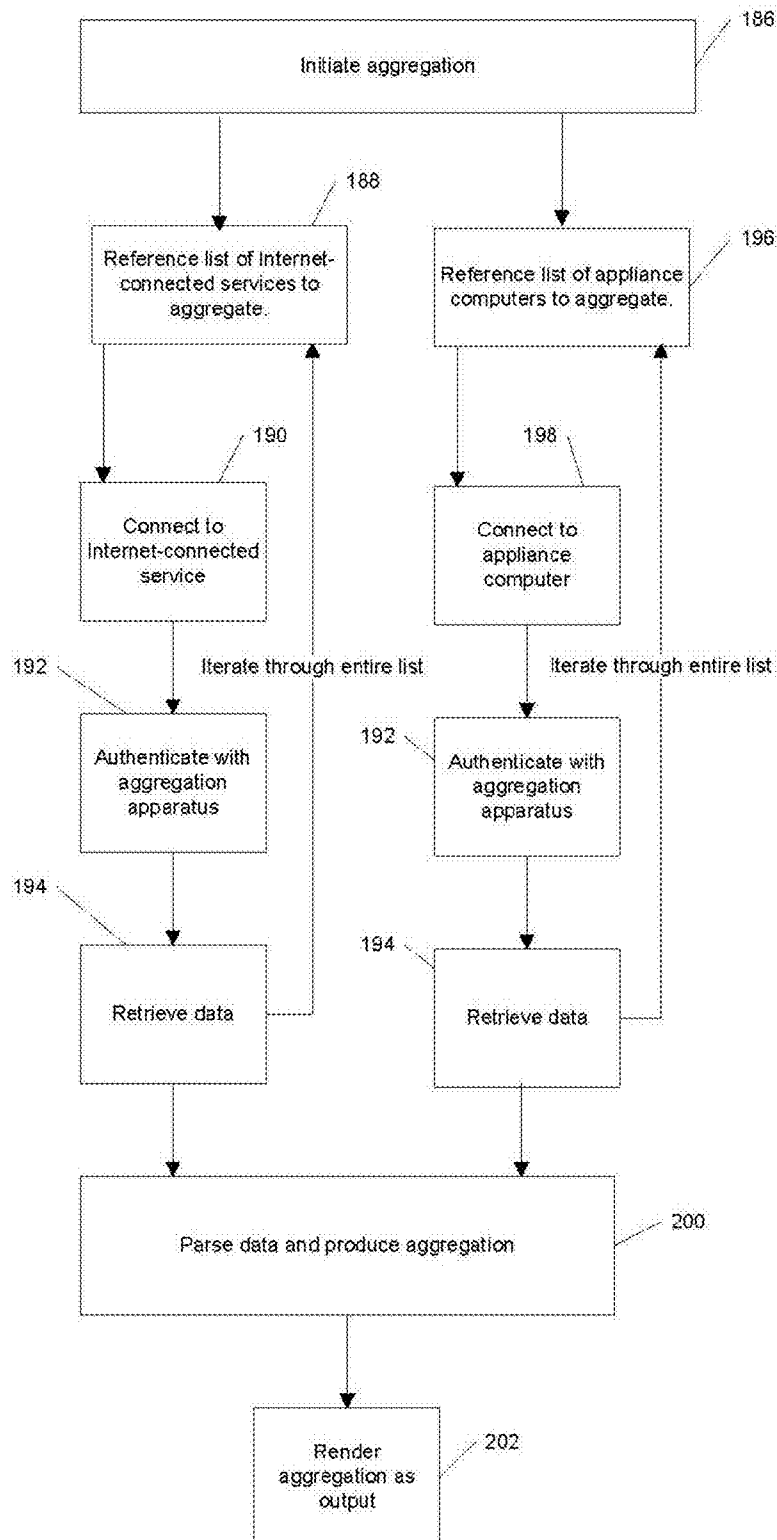 186
Initiate aggregation
188
196
Reference list of Internet-
connected services to
aggregate.
Reference list of appliance
computers to aggregate.
190
198
Connect to
Internet-connected
service
Connect to
appliance
computer
192
Iterate through entire list
Iterate through entire list
192
Authenticate with
aggregation
apparatus
Authenticate with
aggregation
apparatus
194
194
Retrieve data
Retrieve data
200
Parse data and produce aggregation
202
Render
aggregation as
output